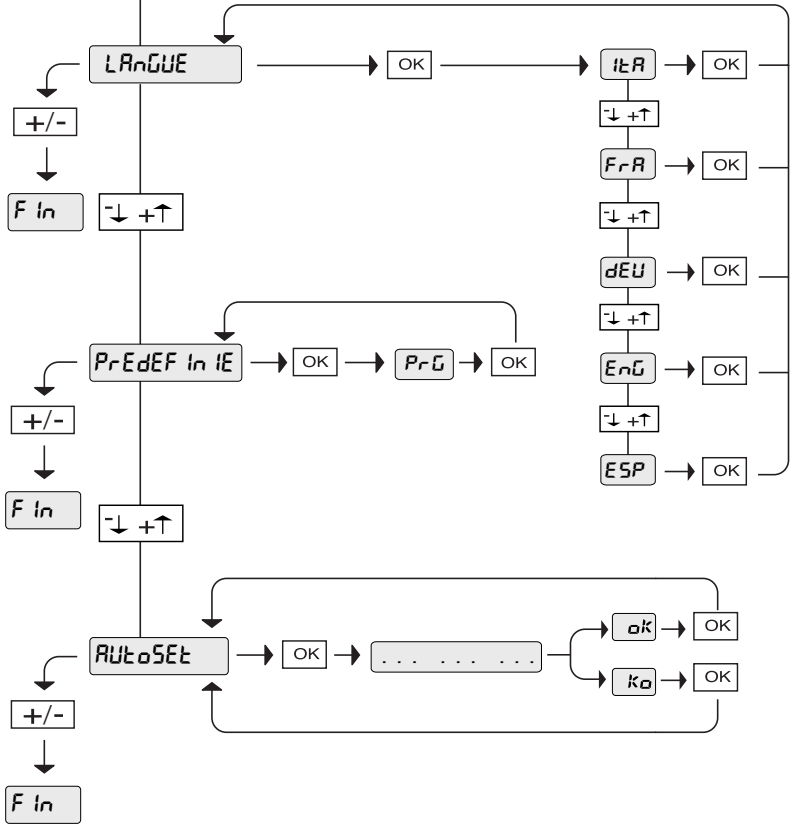 LAnGUE OK ItA OK
+/- -↓ +↑
FrA OK
F In -↓ +↑ -↓ +↑
dEU OK
-↓ +↑
PrEdEF In IE OK PrG OK EnG OK
+/- -↓ +↑
ESP OK
F In -↓ +↑
AUtoSEt OK ... ... ... oK OK
Ko OK
+/-
F In